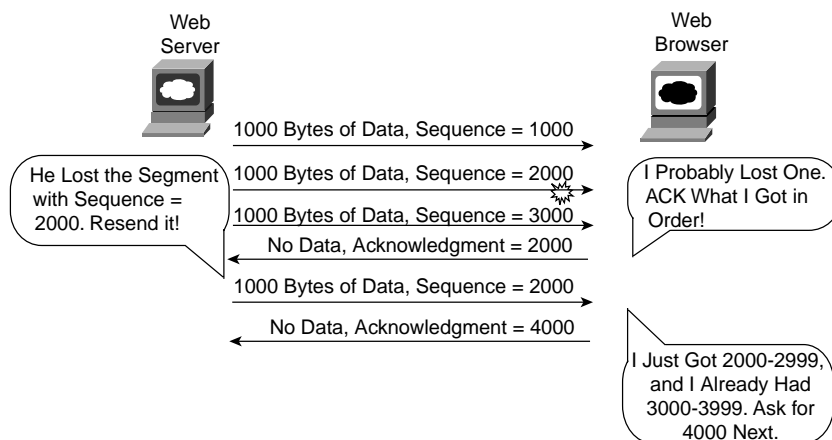 Web
Server
Web
Browser
1000 Bytes of Data, Sequence = 1000
He Lost the Segment
with Sequence =
2000. Resend it!
1000 Bytes of Data, Sequence = 2000
I Probably Lost One.
ACK What I Got in
Order!
1000 Bytes of Data, Sequence = 3000
No Data, Acknowledgment = 2000
1000 Bytes of Data, Sequence = 2000
No Data, Acknowledgment = 4000
I Just Got 2000-2999,
and I Already Had
3000-3999. Ask for
4000 Next.